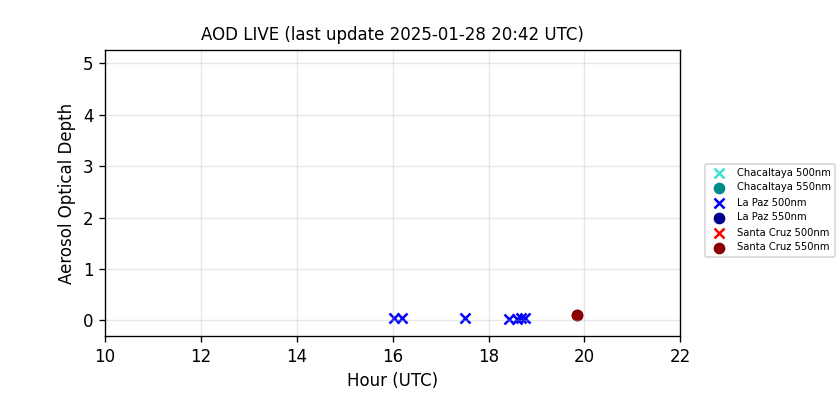 AOD LIVE (last update 2025-01-28 20:42 UTC)
Aerosol Optical Depth
5
4
3
2
1
0
10 12 14 16 18 20 22
Hour (UTC)
Chacaltaya 500nm
Chacaltaya 550nm
La Paz 500nm
La Paz 550nm
Santa Cruz 500nm
Santa Cruz 550nm